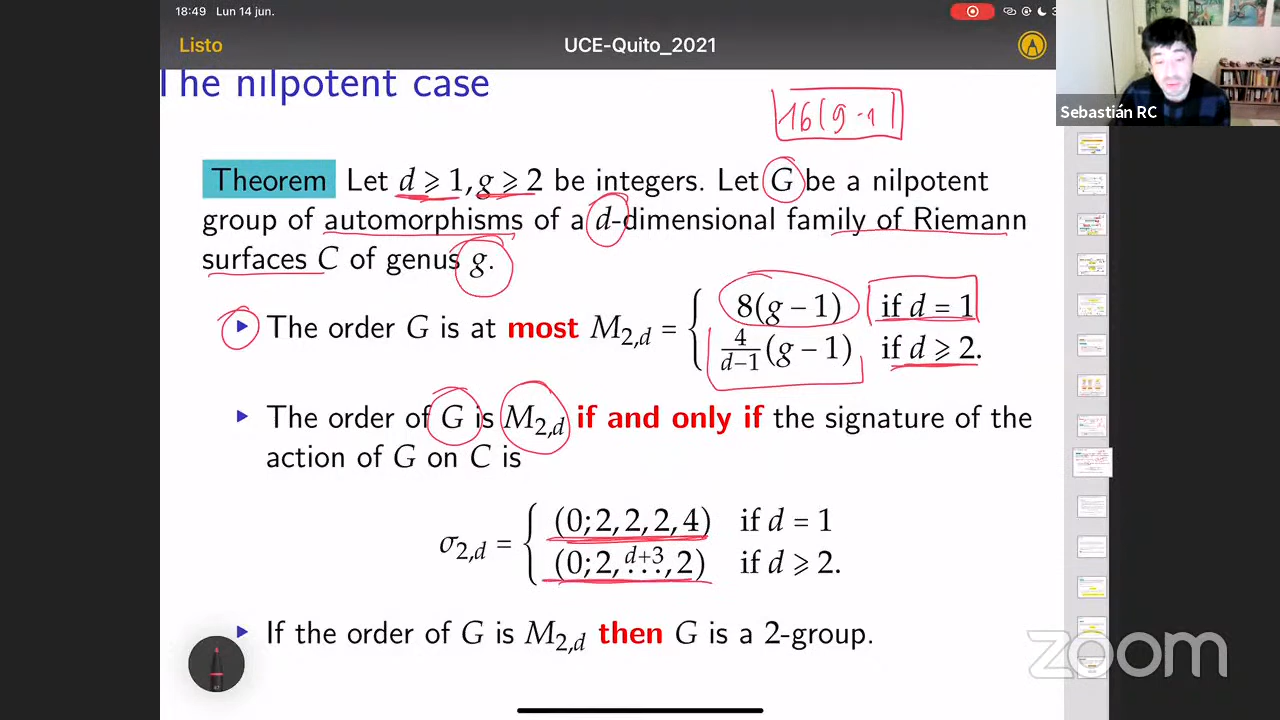 18:49 Lun 14 jun.
Listo
UCE-Quito_2021
Sebastián RC
The nilpotent case
16(g-1)
Theorem Let d ⩾ 1, g ⩾ 2 be integers. Let G be a nilpotent
group of automorphisms of a d-dimensional family of Riemann
surfaces C of genus g.
▶ The order G is at most M₂,d = { 8(g − 1) if d = 1
4/(d−1) (g − 1) if d ⩾ 2.
▶ The order of G is M₂,d if and only if the signature of the
action of G on C is
σ₂,d = { (0; 2, 2, 2, 4) if d = 1
(0; 2, d+3. . ., 2) if d ⩾ 2.
▶ If the order of G is M₂,d then G is a 2-group.
zoom